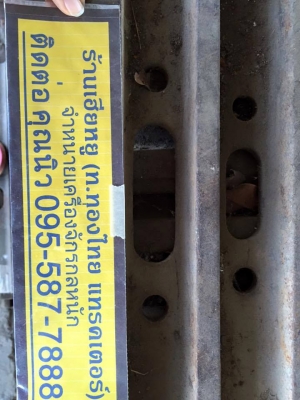 ร้านเฮียหมู (ท.ทองไทย แทรคเตอร์)
จำหน่ายเครื่องจักรกลหนัก
ติดต่อ คุณนิว 095-587-7888